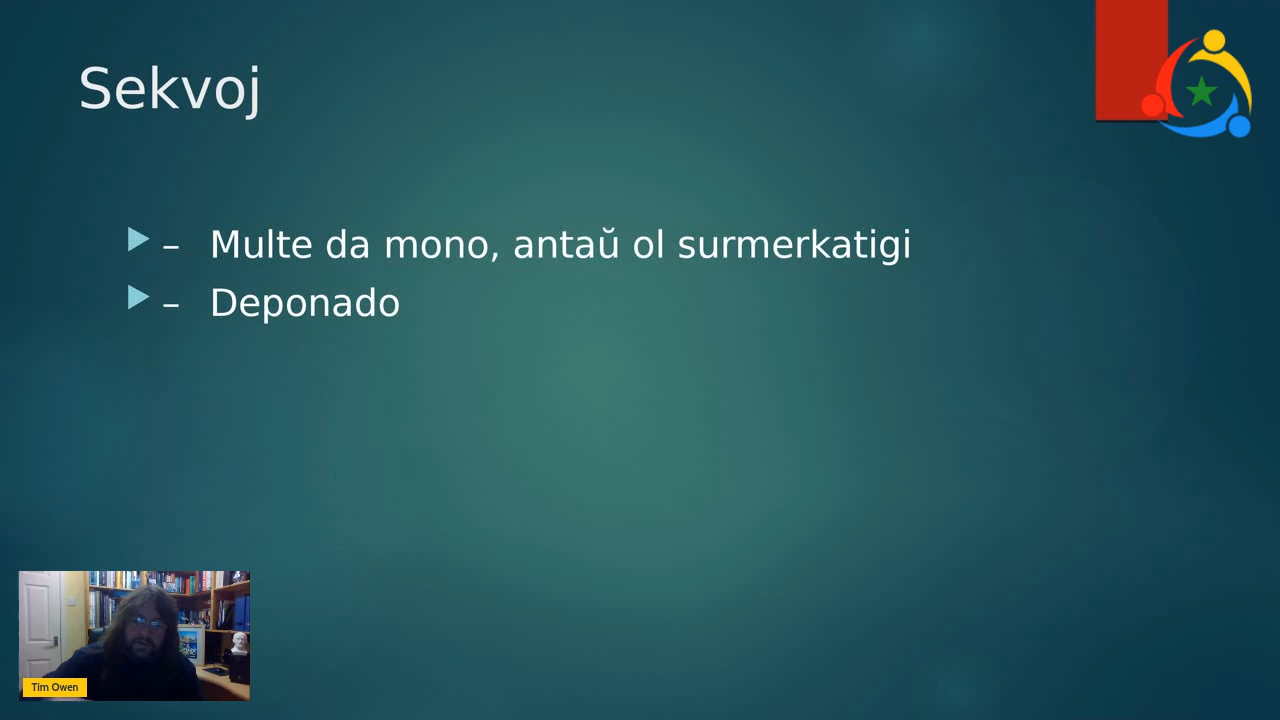 Sekvoj
– Multe da mono, antaŭ ol surmerkatigi
– Deponado
Tim Owen